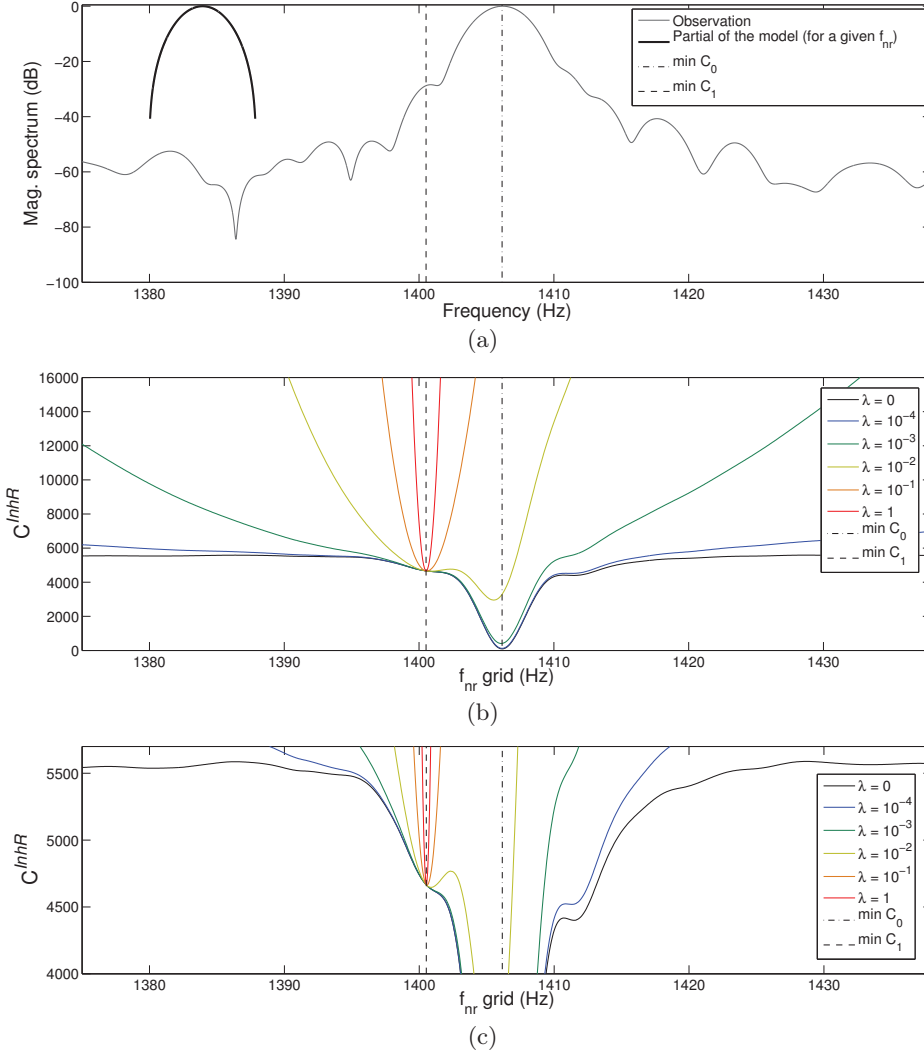 0
−20
−40
−60
−80
−100
Mag. spectrum (dB)
Observation
Partial of the model (for a given f_nr)
min C_0
min C_1
1380 1390 1400 1410 1420 1430
Frequency (Hz)
(a)
16000
14000
12000
10000
8000
6000
4000
2000
0
C^InhR
λ = 0
λ = 10^-4
λ = 10^-3
λ = 10^-2
λ = 10^-1
λ = 1
min C_0
min C_1
1380 1390 1400 1410 1420 1430
f_nr grid (Hz)
(b)
5500
5000
4500
4000
C^InhR
λ = 0
λ = 10^-4
λ = 10^-3
λ = 10^-2
λ = 10^-1
λ = 1
min C_0
min C_1
1380 1390 1400 1410 1420 1430
f_nr grid (Hz)
(c)